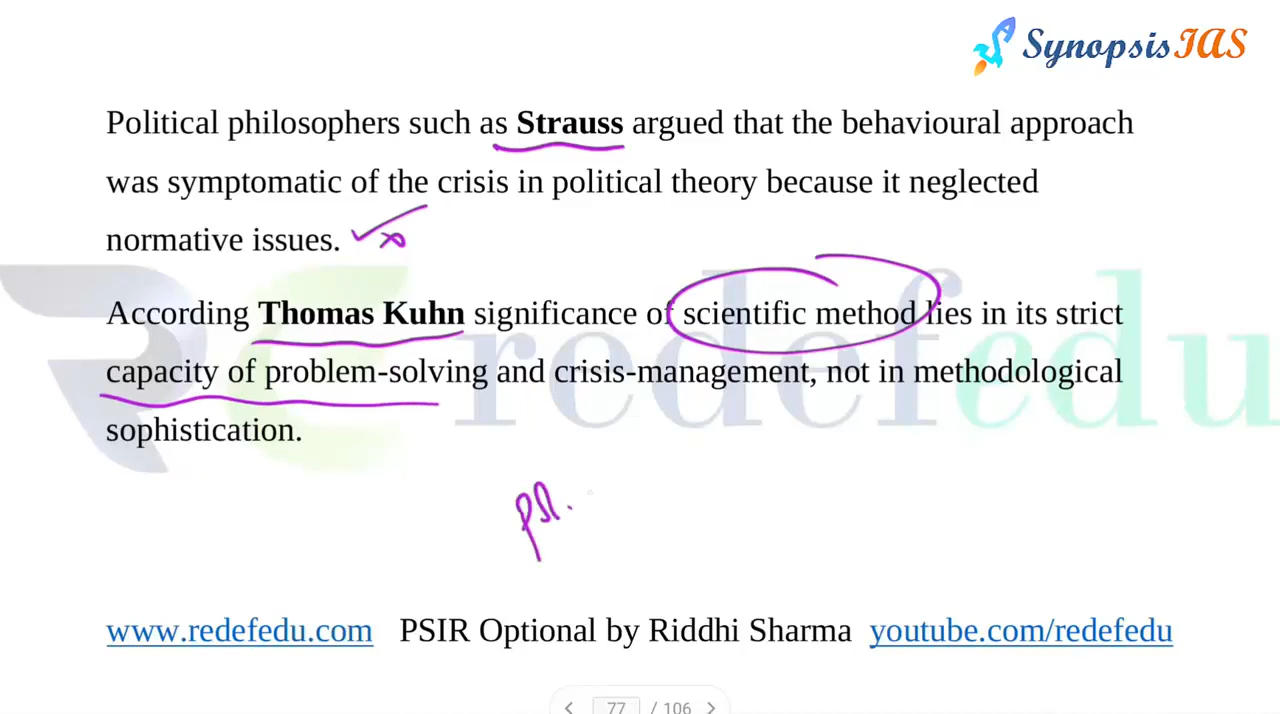 SynopsisIAS
Political philosophers such as Strauss argued that the behavioural approach
was symptomatic of the crisis in political theory because it neglected
normative issues.
According Thomas Kuhn significance of scientific method lies in its strict
capacity of problem-solving and crisis-management, not in methodological
sophistication.
redefedu
www.redefedu.com PSIR Optional by Riddhi Sharma youtube.com/redefedu
77 / 106